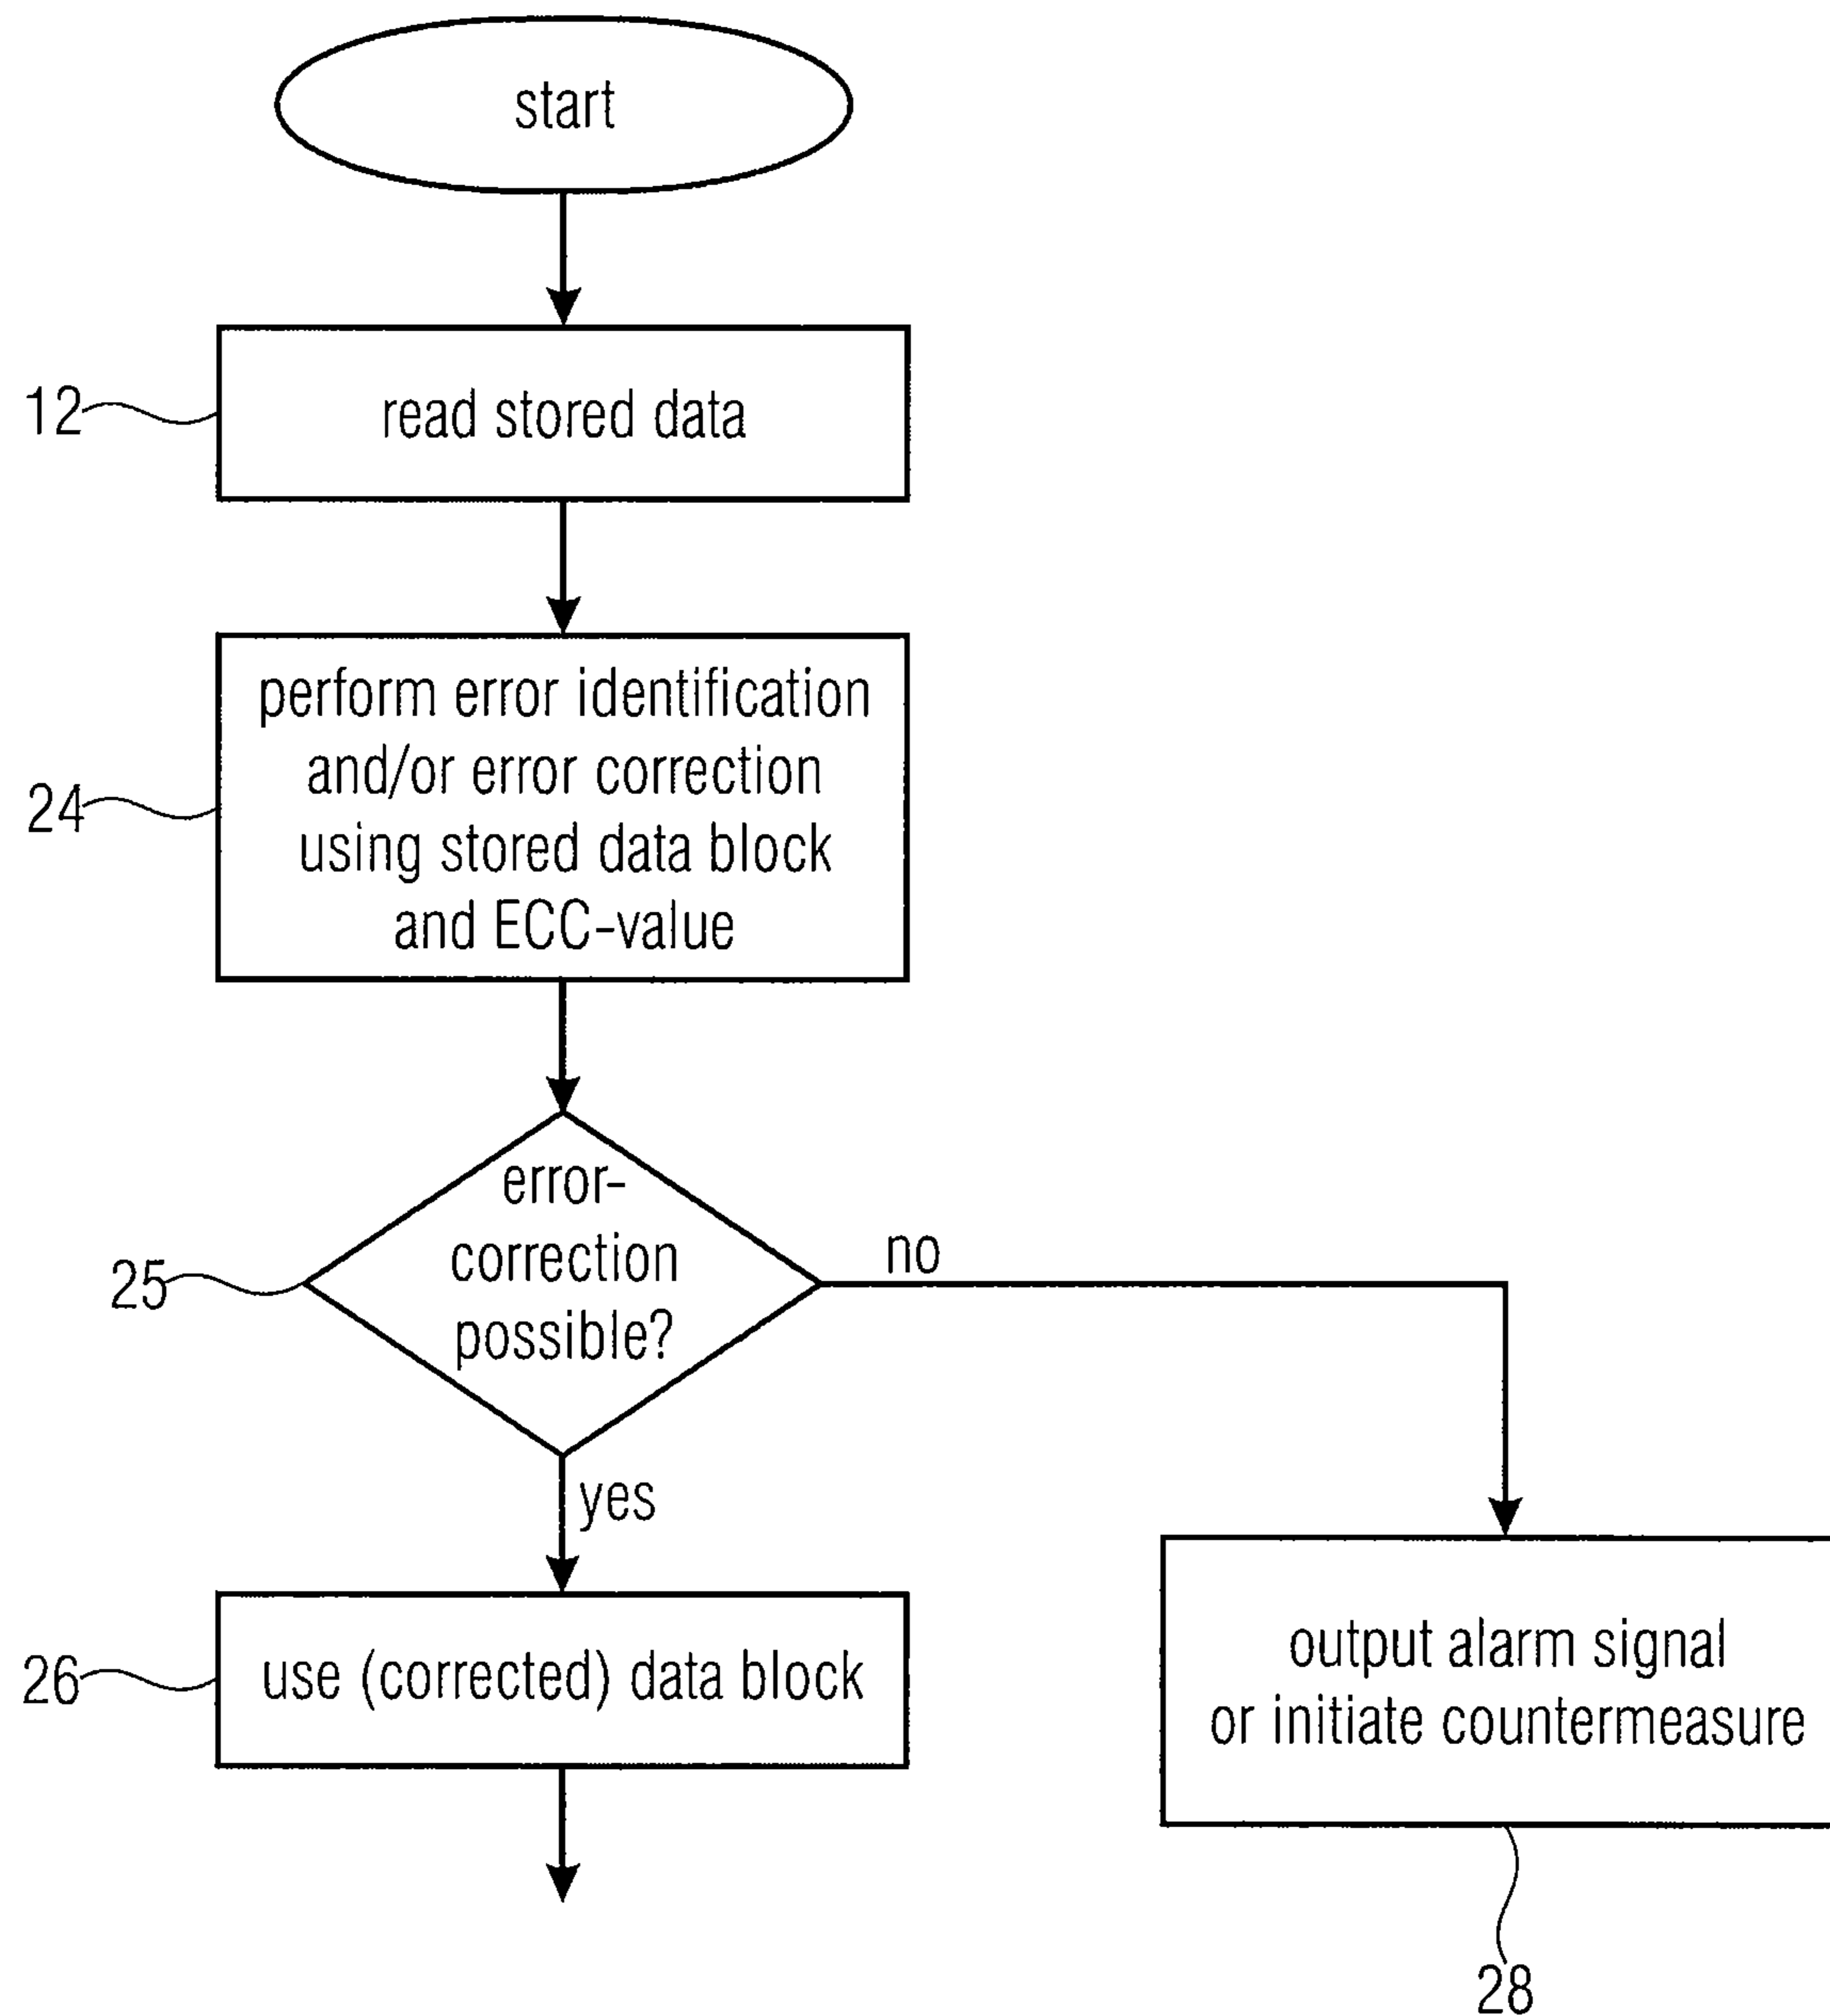 start
12
read stored data
24
perform error identification
and/or error correction
using stored data block
and ECC-value
25
error-
correction
possible?
no
yes
26
use (corrected) data block
output alarm signal
or initiate countermeasure
28